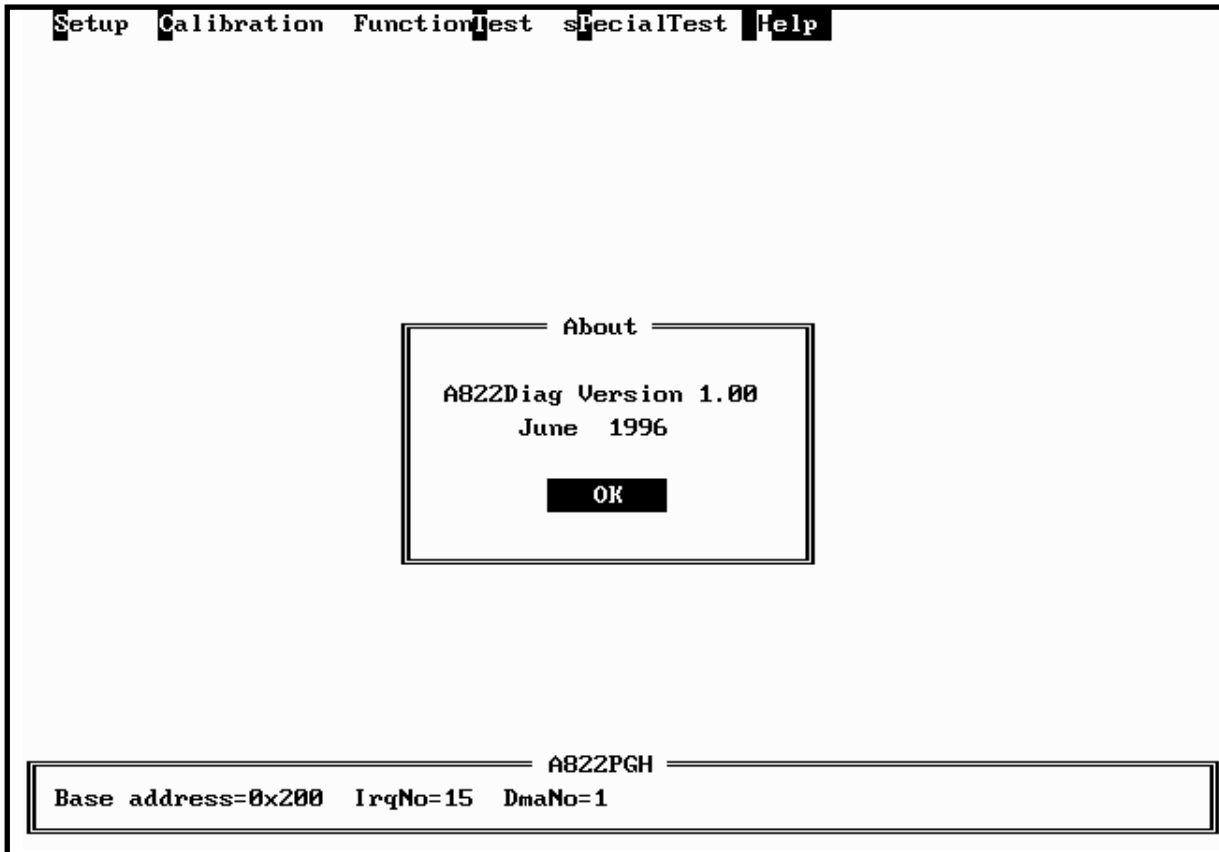 Setup Calibration FunctionTest sPecialTest Help
About
A822Diag Version 1.00
June 1996
OK
A822PGH
Base address=0x200 IrqNo=15 DmaNo=1